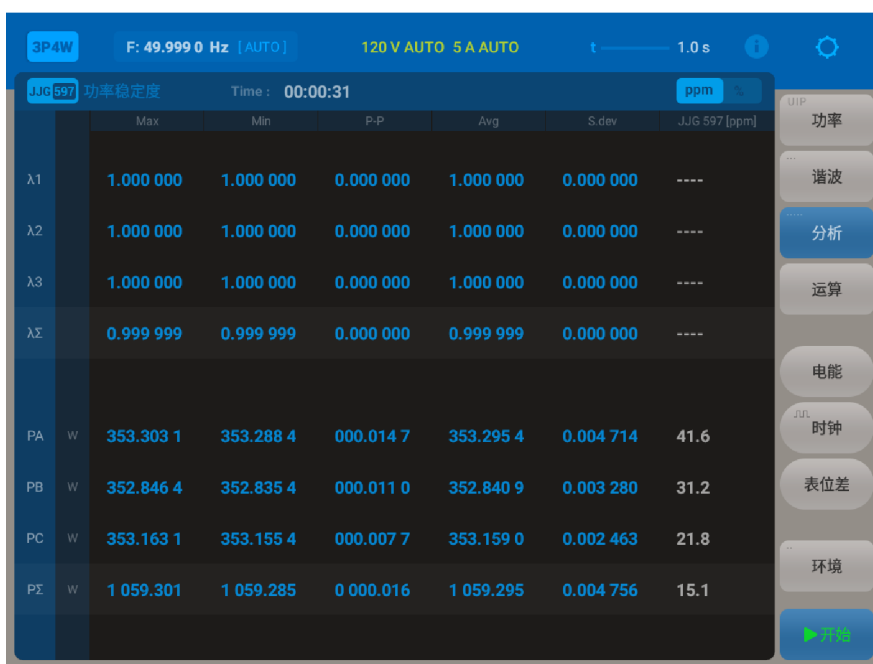 3P4W F: 49.999 0 Hz [AUTO] 120 V AUTO 5 A AUTO t 1.0 s i
JJG 597 功率稳定度 Time : 00:00:31 ppm %
Max Min P-P Avg S.dev JJG 597 [ppm]
λ1 1.000 000 1.000 000 0.000 000 1.000 000 0.000 000 ----
λ2 1.000 000 1.000 000 0.000 000 1.000 000 0.000 000 ----
λ3 1.000 000 1.000 000 0.000 000 1.000 000 0.000 000 ----
λΣ 0.999 999 0.999 999 0.000 000 0.999 999 0.000 000 ----
PA W 353.303 1 353.288 4 000.014 7 353.295 4 0.004 714 41.6
PB W 352.846 4 352.835 4 000.011 0 352.840 9 0.003 280 31.2
PC W 353.163 1 353.155 4 000.007 7 353.159 0 0.002 463 21.8
PΣ W 1 059.301 1 059.285 0 000.016 1 059.295 0.004 756 15.1
UIP
功率
谐波
分析
运算
电能
时钟
表位差
环境
▶开始